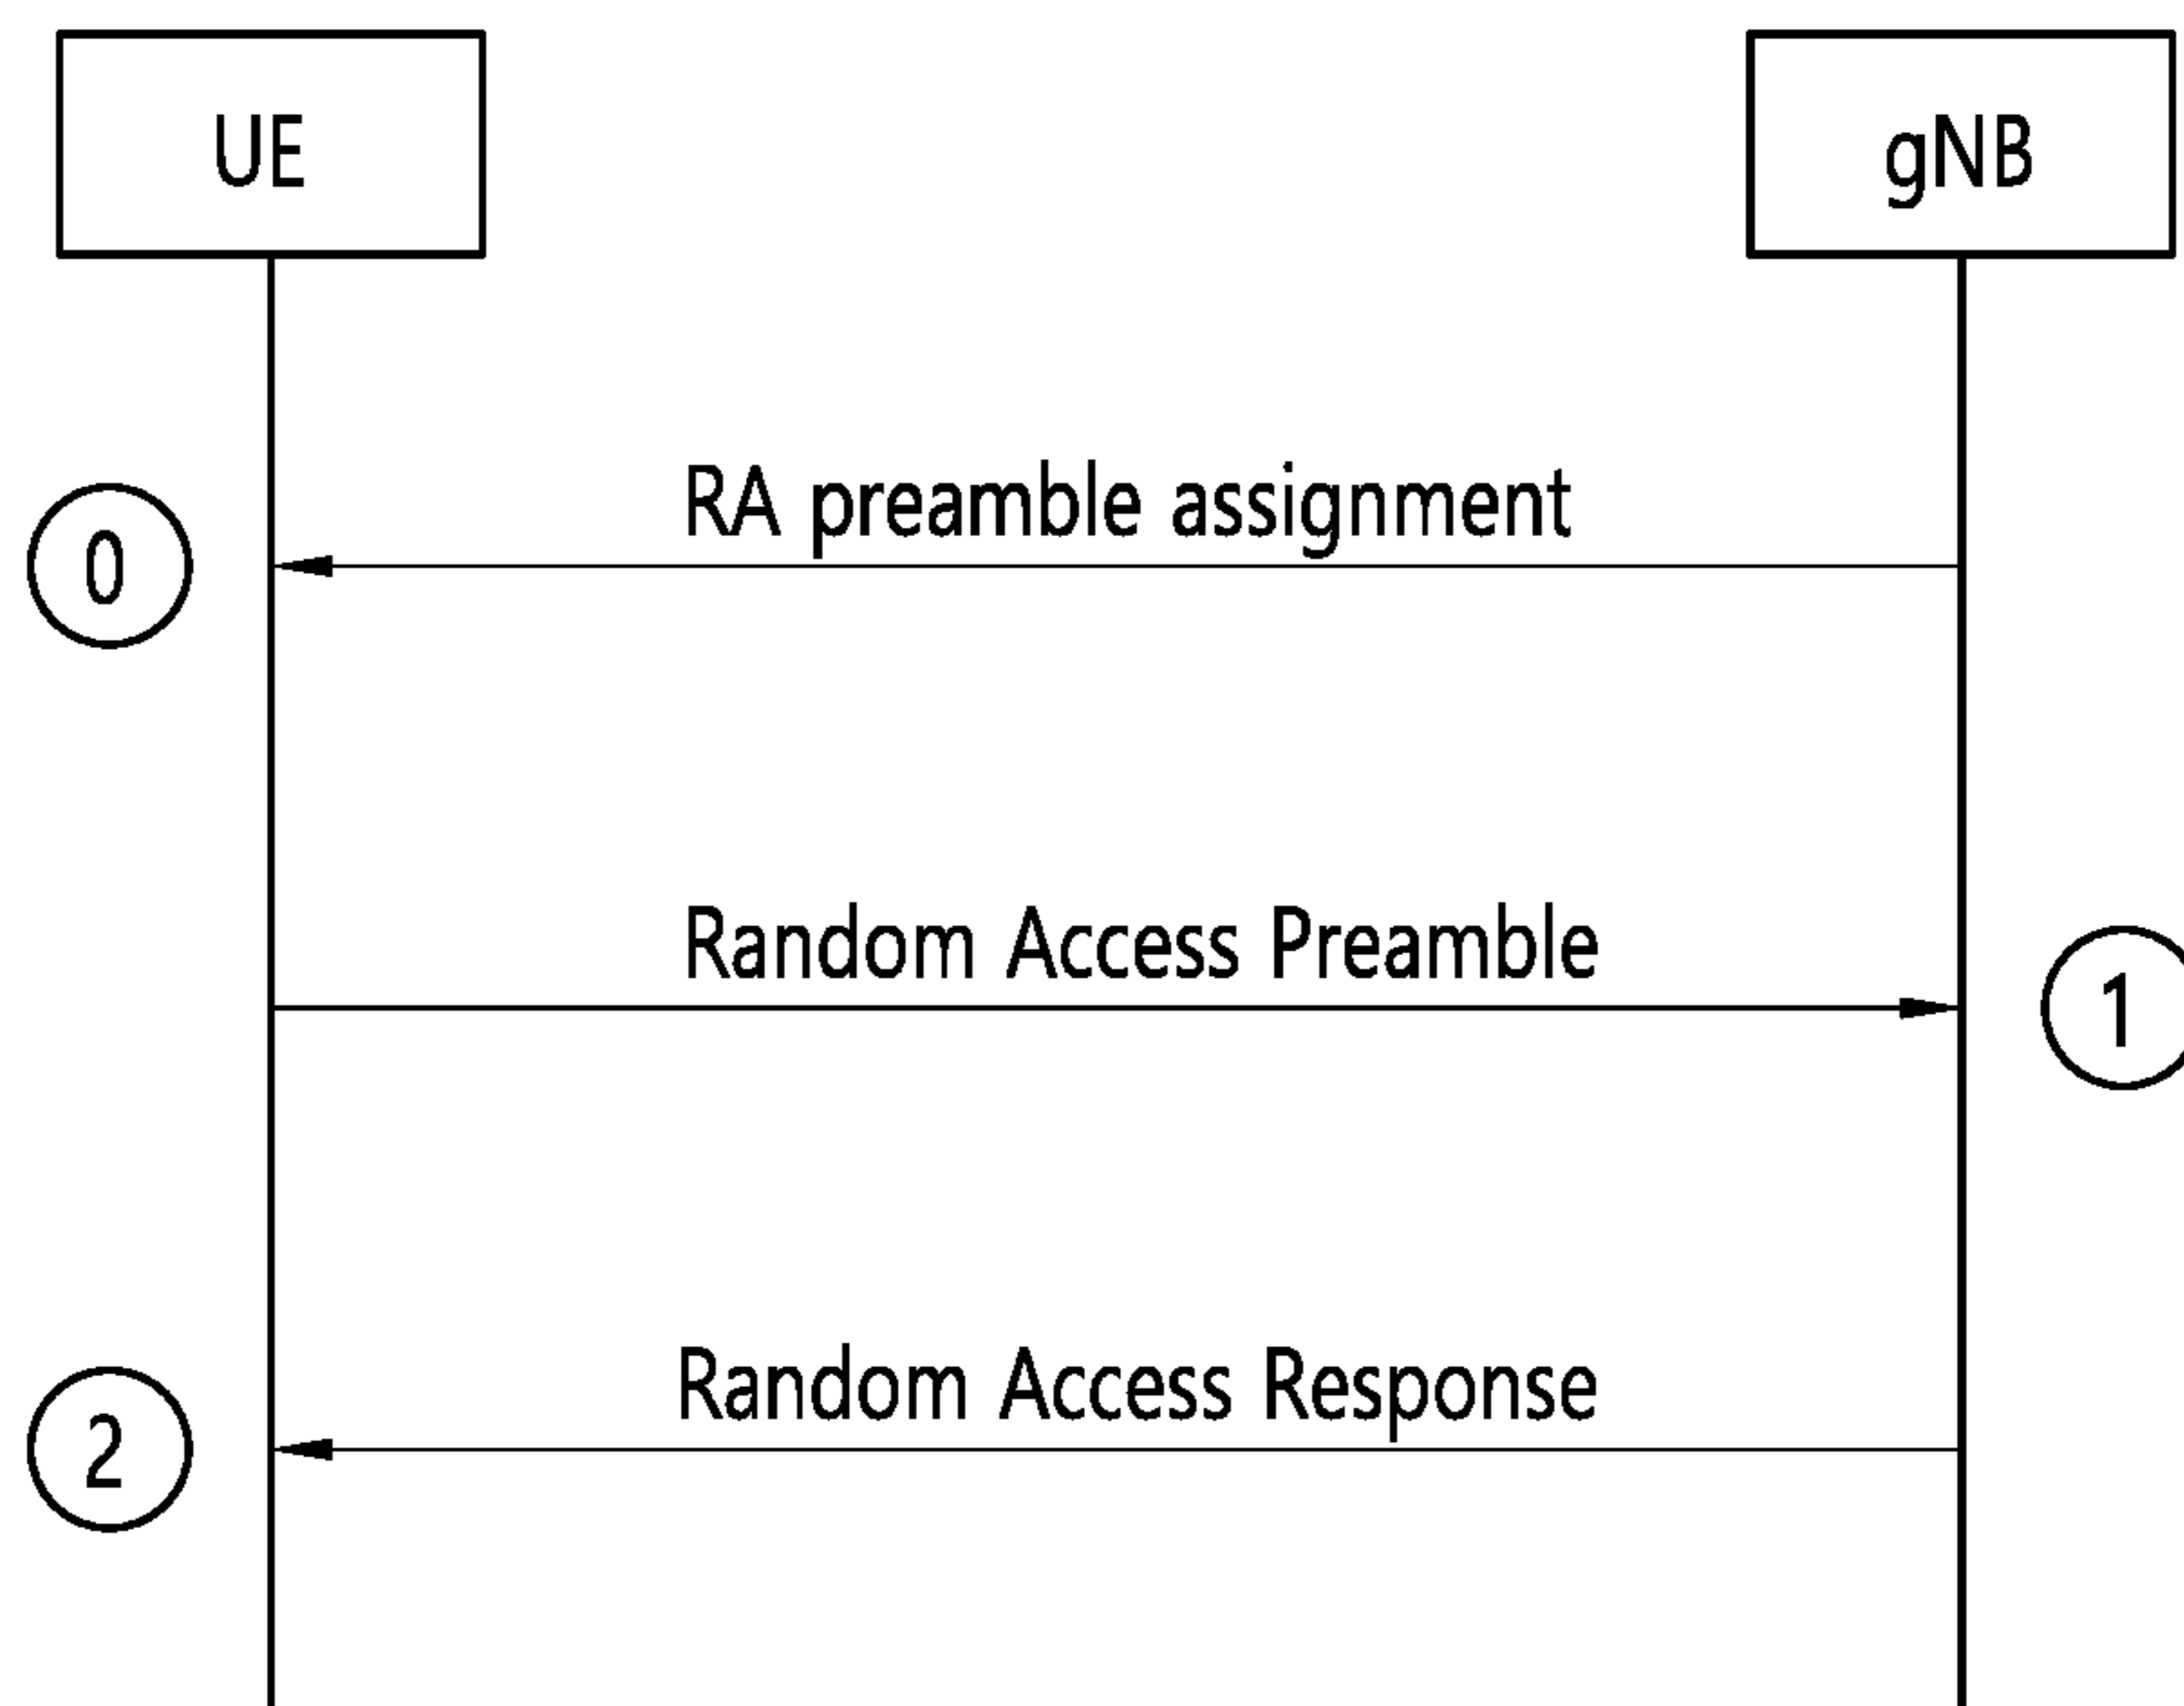 UE
gNB
RA preamble assignment
0
Random Access Preamble
1
Random Access Response
2